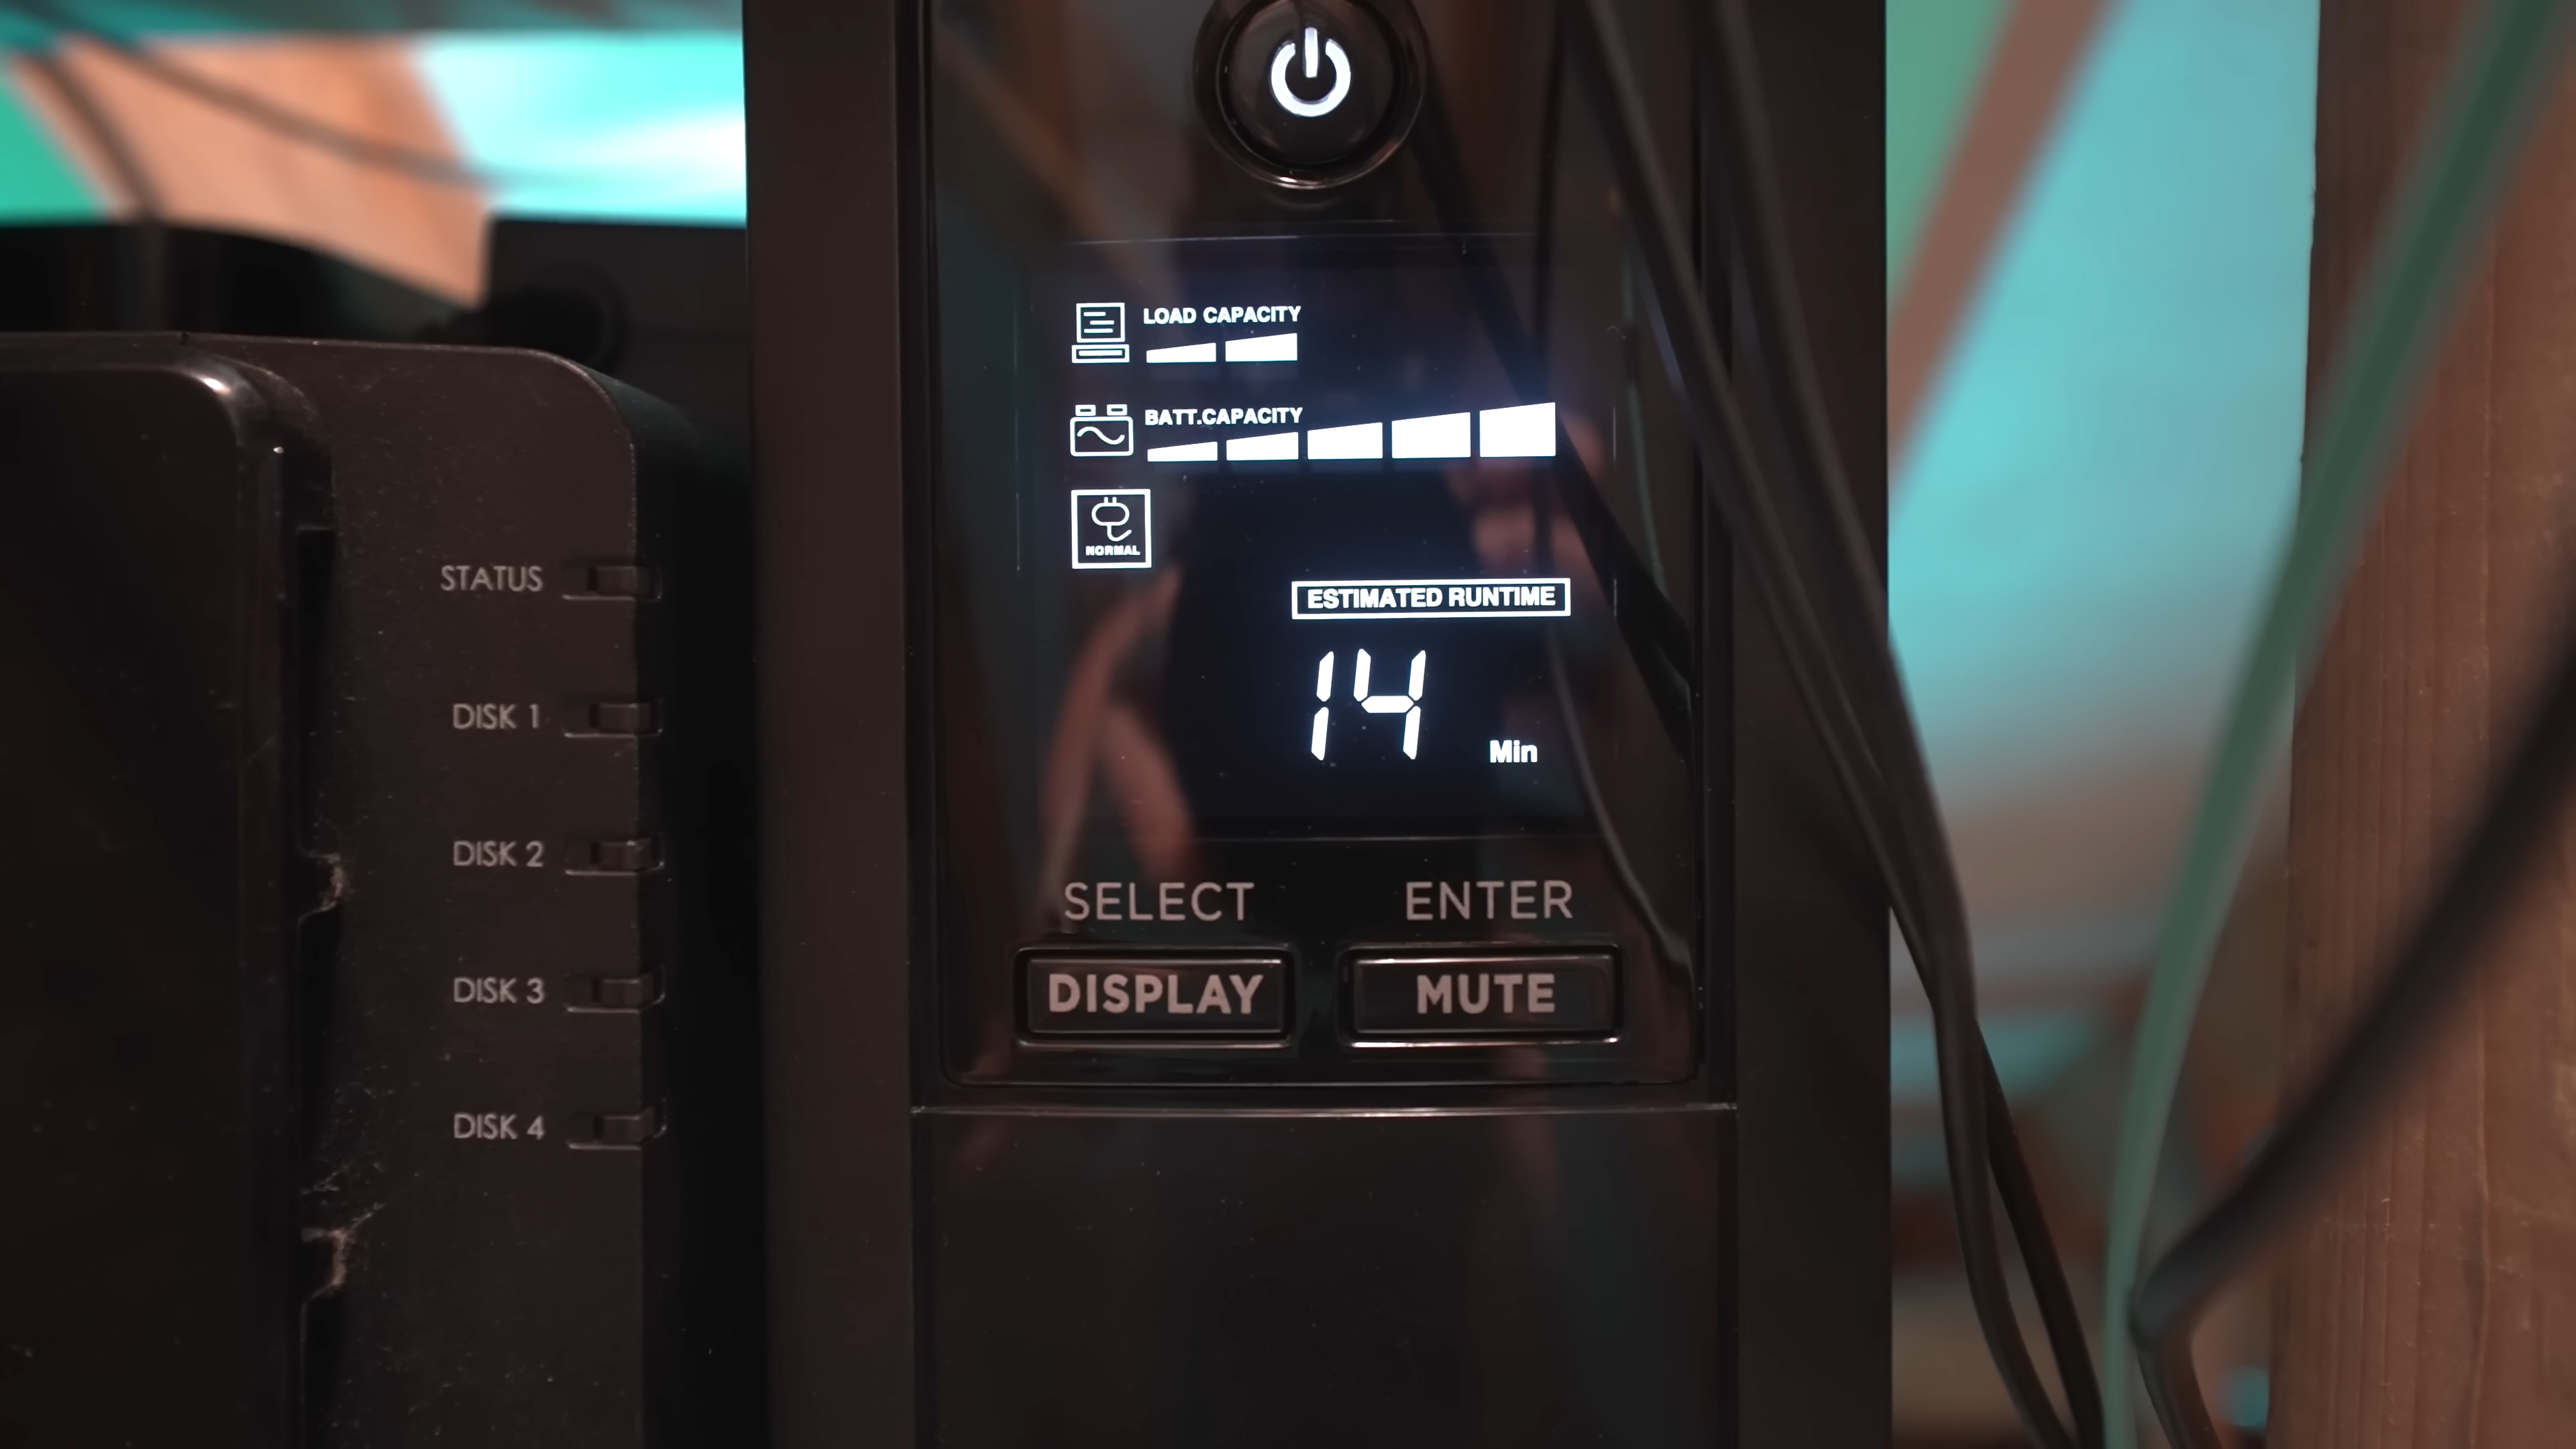 LOAD CAPACITY
BATT.CAPACITY
NORMAL
ESTIMATED RUNTIME
14 Min
SELECT ENTER
DISPLAY MUTE
STATUS
DISK 1
DISK 2
DISK 3
DISK 4